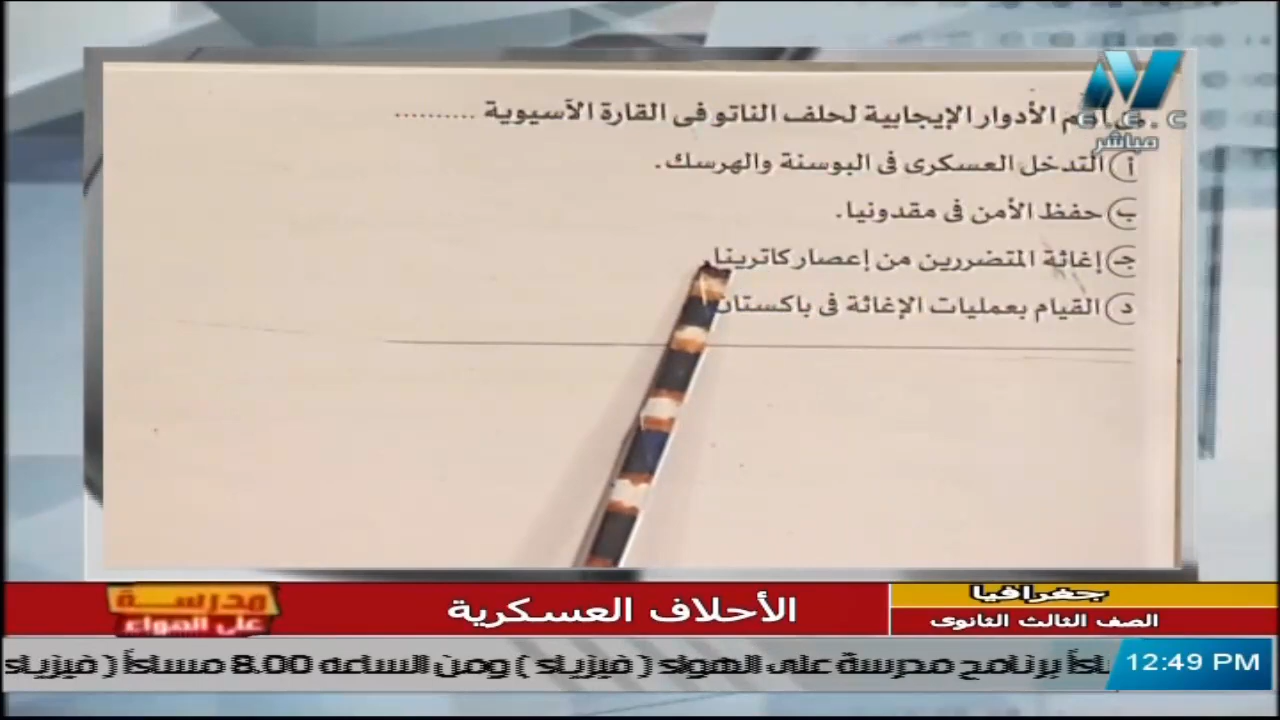 الأدوار الإيجابية لحلف الناتو فى القارة الآسيوية ..........
أ) التدخل العسكرى فى البوسنة والهرسك.
ب) حفظ الأمن فى مقدونيا.
ج) إغاثة المتضررين من إعصار كاترينا.
د) القيام بعمليات الإغاثة فى باكستان
E.E.C
مباشر
جغرافيا
الصف الثالث الثانوى
الأحلاف العسكرية
مدرسة
على الهواء
12:49 PM
برنامج مدرسة على الهواء ( فيزياء ) ومن الساعه 8.00 مساءاً ( فيزياء